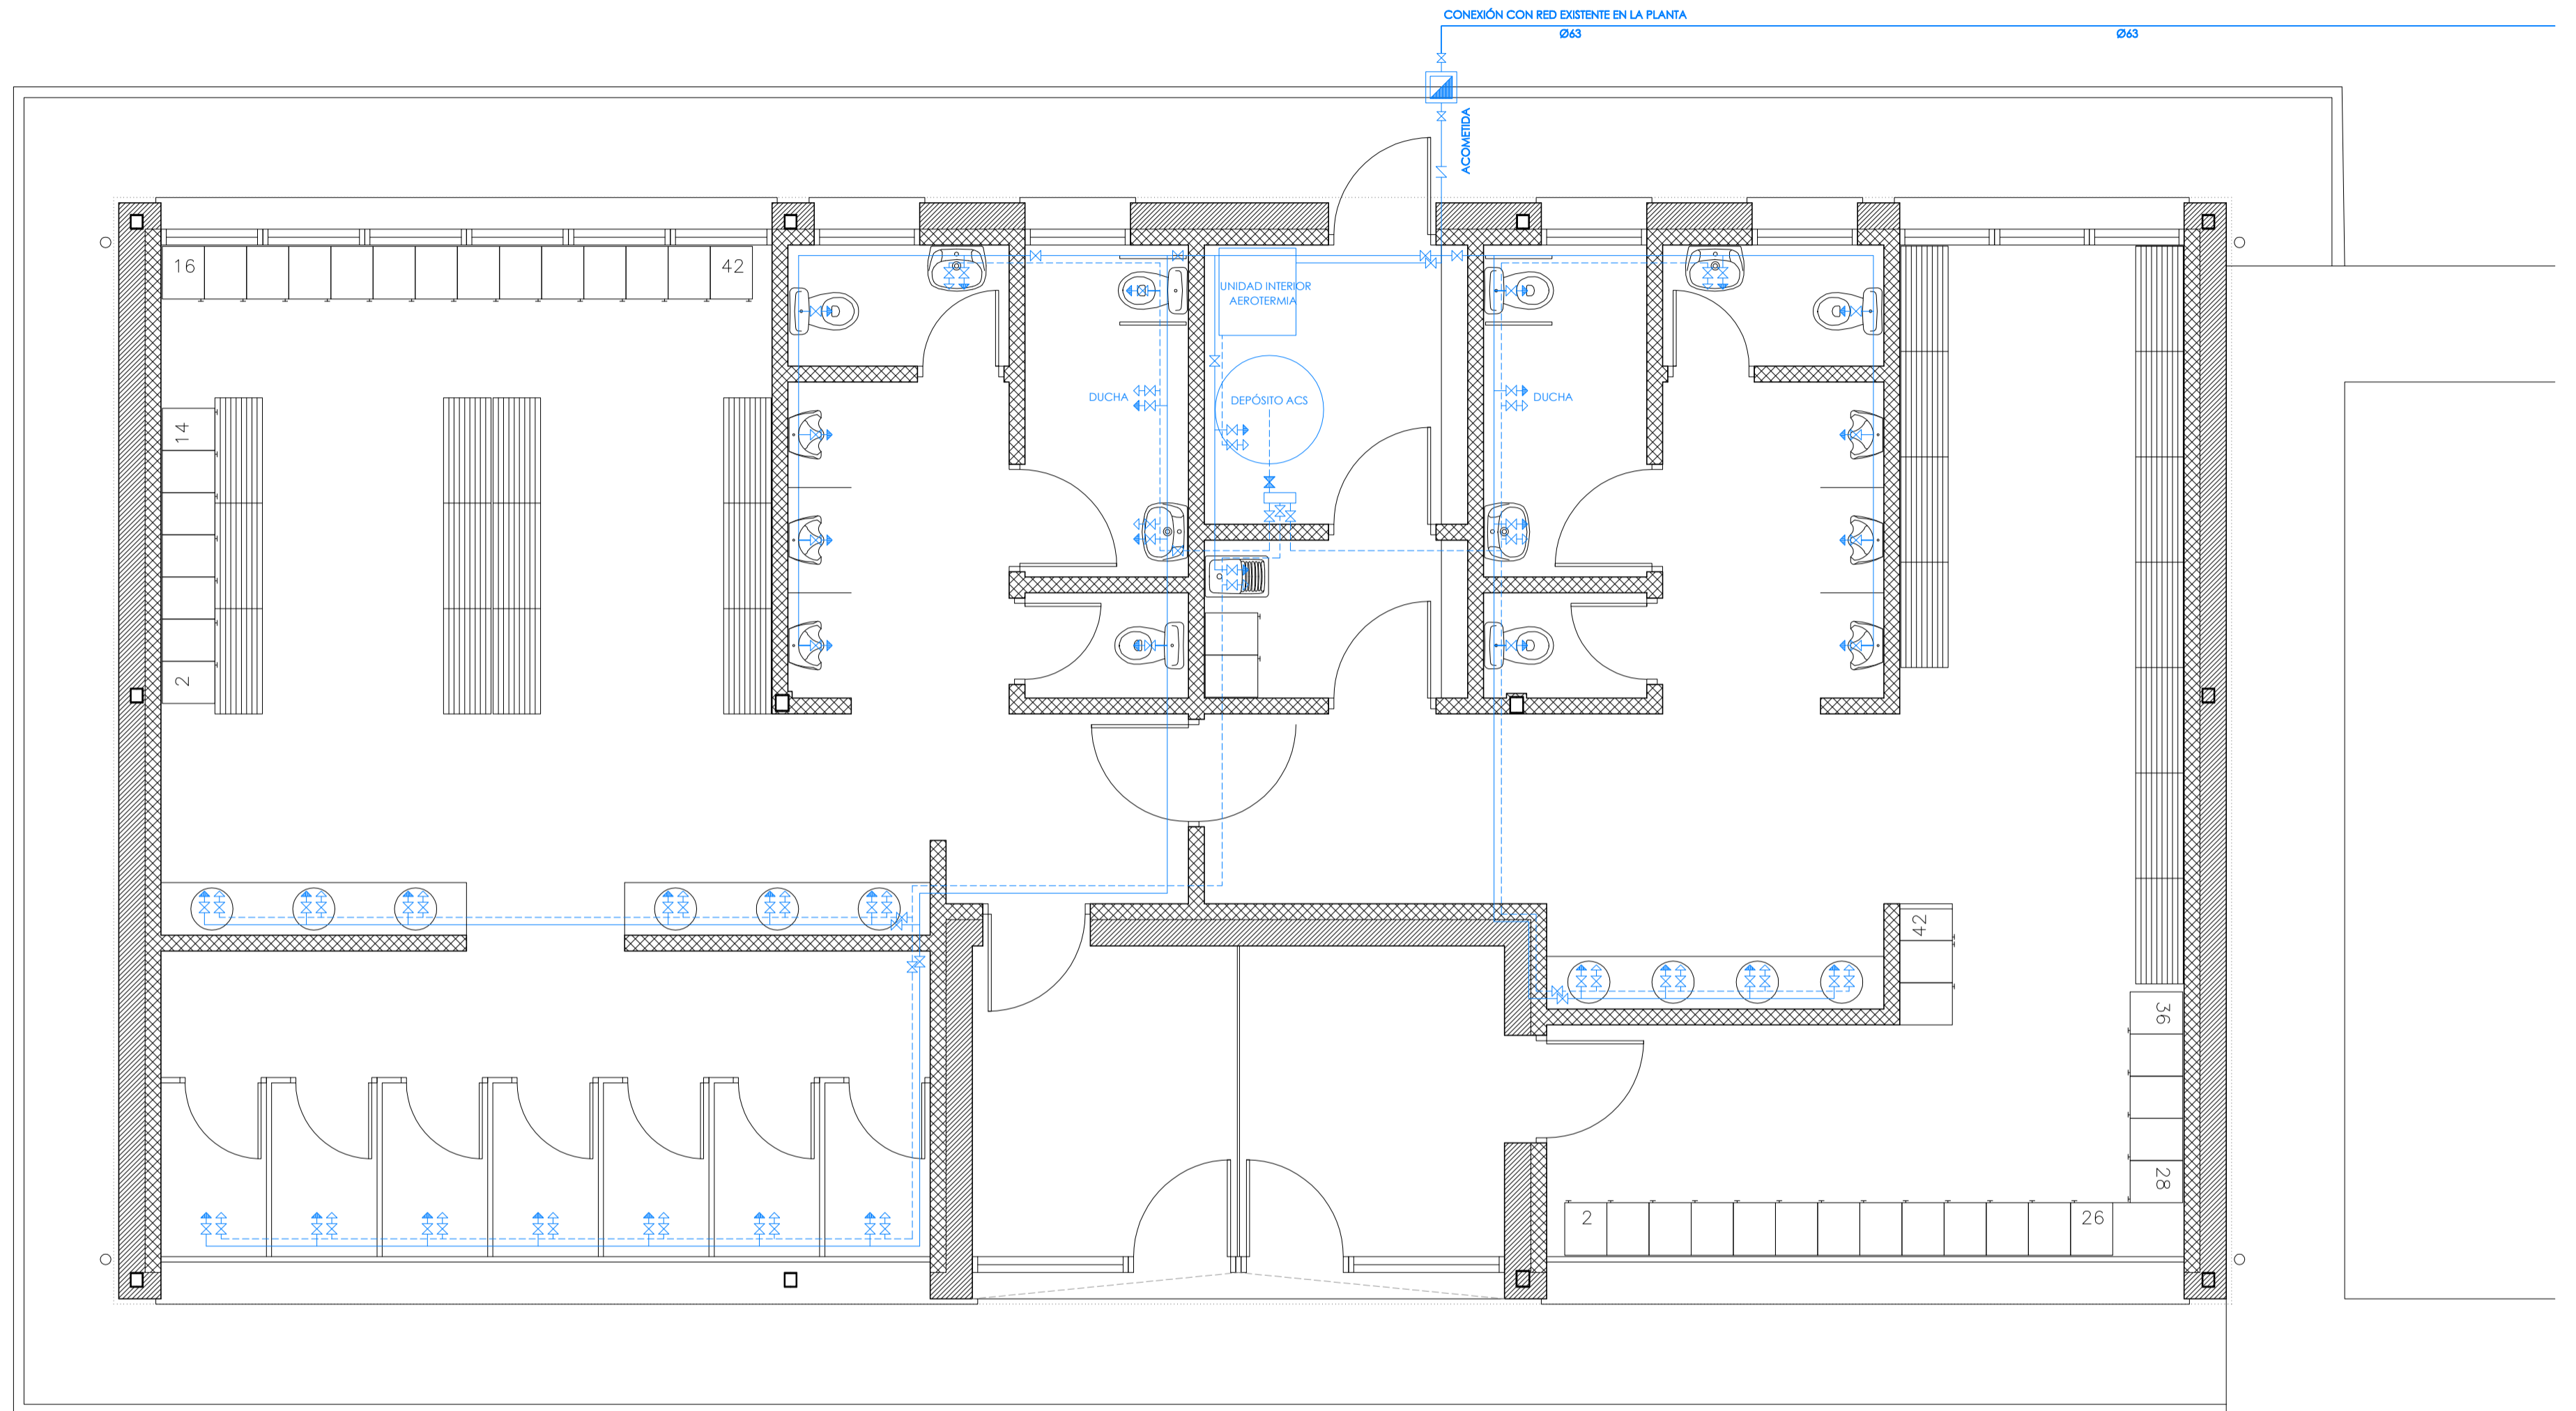 CONEXIÓN CON RED EXISTENTE EN LA PLANTA
Ø63
Ø63
ACOMETIDA
16
42
UNIDAD INTERIOR
AEROTERMIA
DUCHA
DEPÓSITO ACS
DUCHA
14
2
42
36
28
2
26